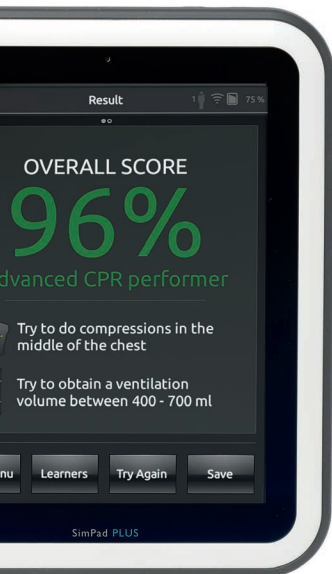 Result 1 75 %
OVERALL SCORE
96%
dvanced CPR performer
Try to do compressions in the
middle of the chest
Try to obtain a ventilation
volume between 400 - 700 ml
nu Learners Try Again Save
SimPad PLUS